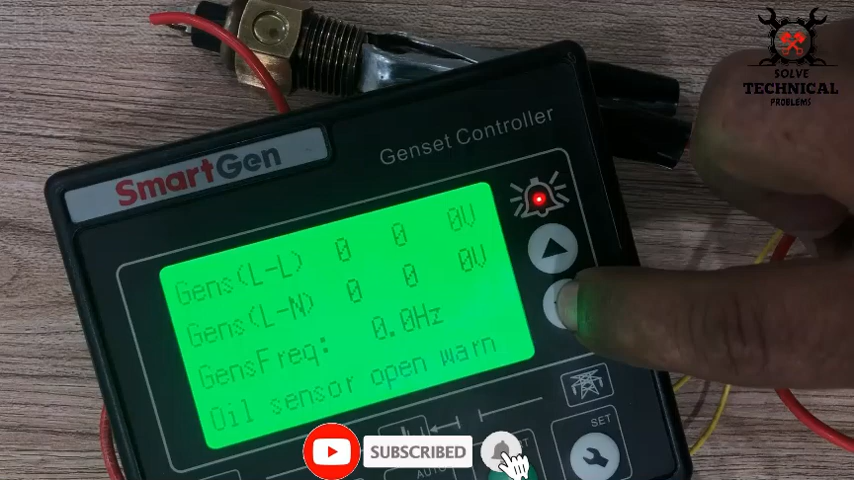 SmartGen
Genset Controller
SOLVE
TECHNICAL
PROBLEMS
Gens(L-L) 0 0 0V
Gens(L-N) 0 0 0V
GensFreq: 0.0Hz
Oil sensor open warn
SET
AUTO
SUBSCRIBED